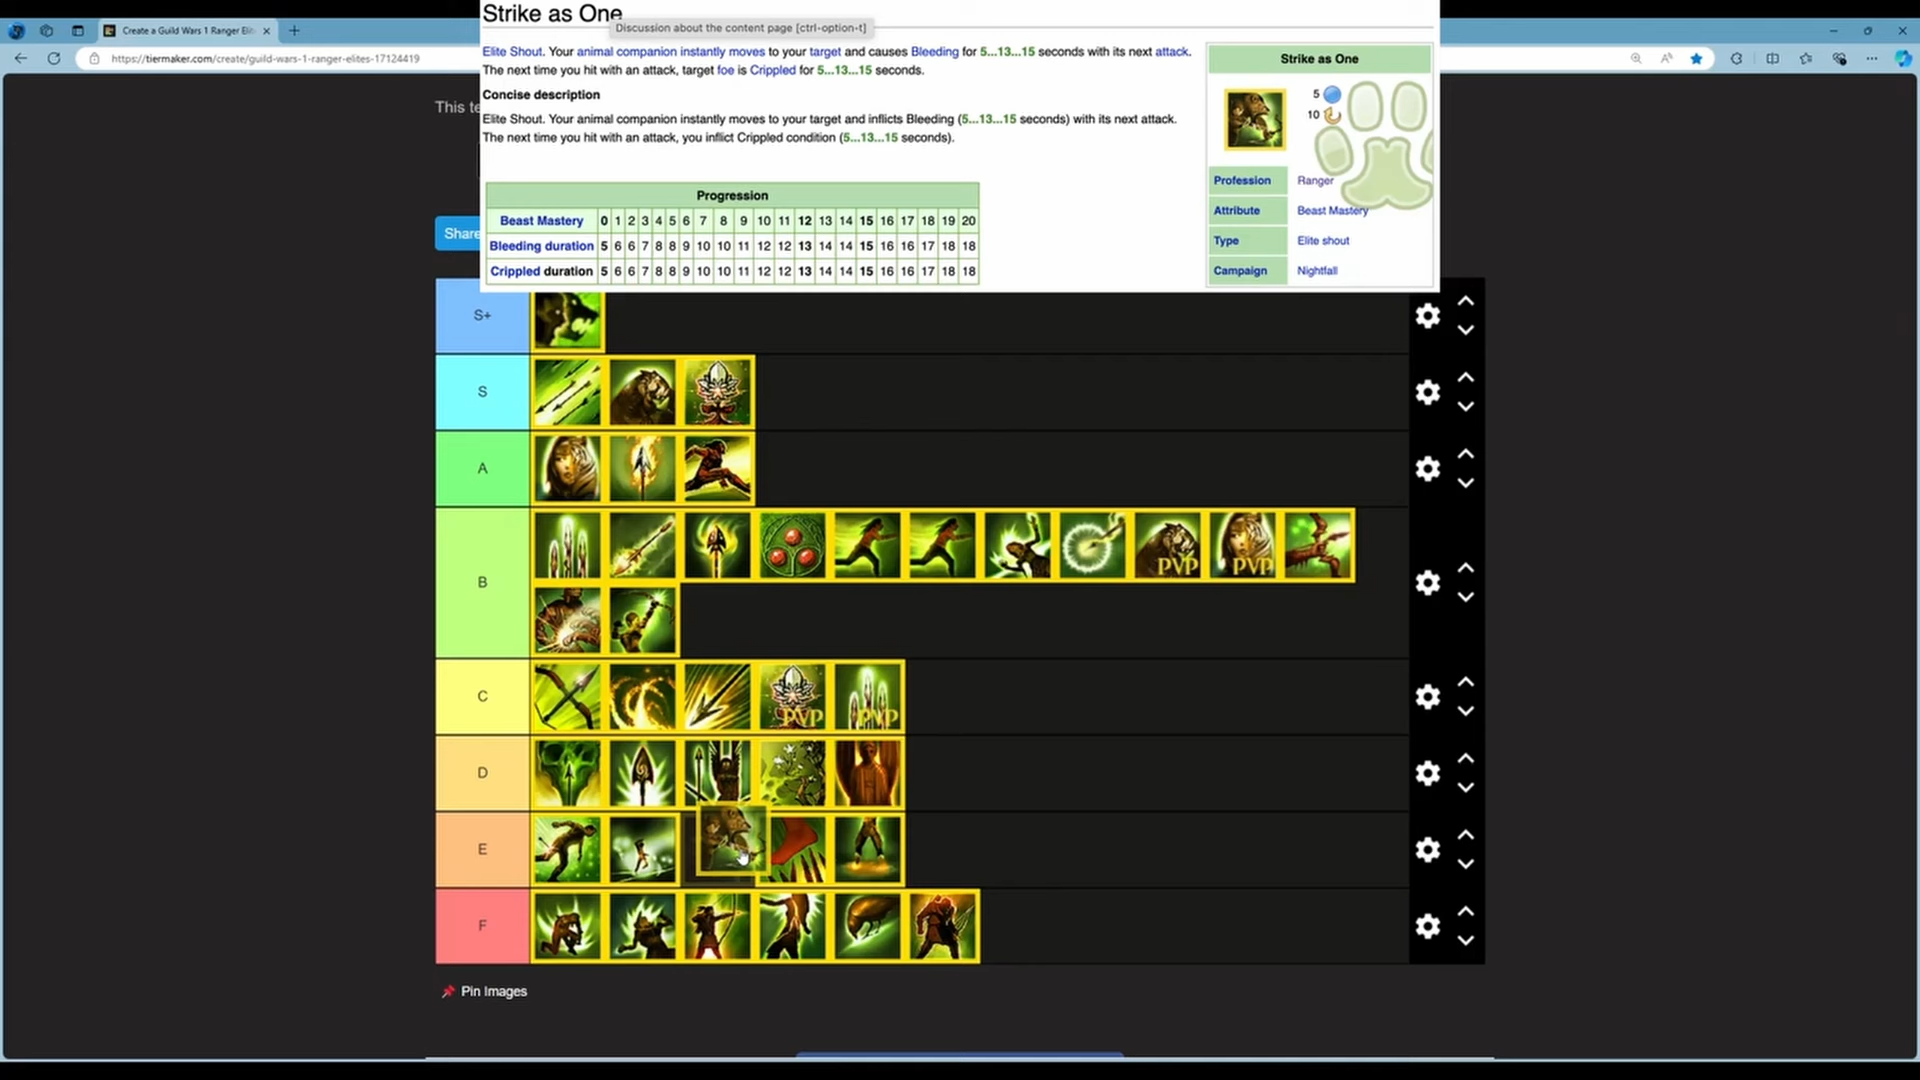 Create a Guild Wars 1 Ranger Elit
https://tiermaker.com/create/guild-wars-1-ranger-elites-17124419
Strike as One
Discussion about the content page [ctrl-option-t]
Elite Shout. Your animal companion instantly moves to your target and causes Bleeding for 5...13...15 seconds with its next attack.
The next time you hit with an attack, target foe is Crippled for 5...13...15 seconds.
Concise description
Elite Shout. Your animal companion instantly moves to your target and inflicts Bleeding (5...13...15 seconds) with its next attack.
The next time you hit with an attack, you inflict Crippled condition (5...13...15 seconds).
Progression
Beast Mastery 0 1 2 3 4 5 6 7 8 9 10 11 12 13 14 15 16 17 18 19 20
Bleeding duration 5 6 6 7 8 8 9 10 10 11 12 12 13 14 14 15 16 16 17 18 18
Crippled duration 5 6 6 7 8 8 9 10 10 11 12 12 13 14 14 15 16 16 17 18 18
Strike as One
5
10
Profession Ranger
Attribute Beast Mastery
Type Elite shout
Campaign Nightfall
This te
Share
S+
S
A
B
PVP PVP
C
PVP PVP
D
E
F
Pin Images